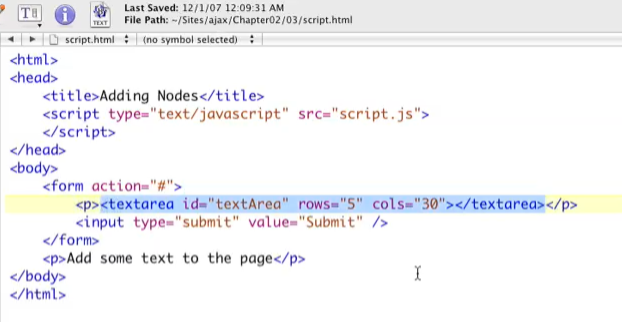 T
i
TEXT
Last Saved: 12/1/07 12:09:31 AM
File Path: ~/Sites/ajax/Chapter02/03/script.html
script.html
(no symbol selected)
<html>
<head>
<title>Adding Nodes</title>
<script type="text/javascript" src="script.js">
</script>
</head>
<body>
<form action="#">
<p><textarea id="textArea" rows="5" cols="30"></textarea></p>
<input type="submit" value="Submit" />
</form>
<p>Add some text to the page</p>
</body>
</html>